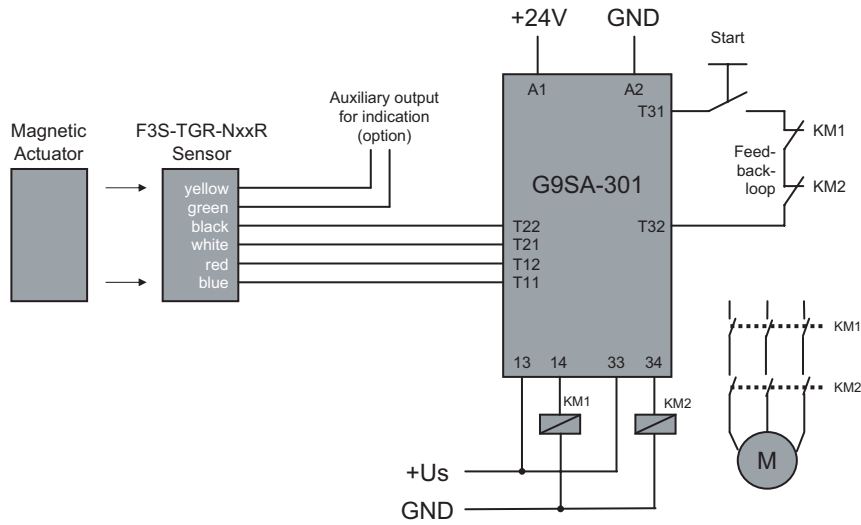 +24V
GND
Start
A1
A2
T31
Auxiliary output
for indication
(option)
Magnetic
Actuator
F3S-TGR-NxxR
Sensor
KM1
Feed-
back-
loop
KM2
G9SA-301
yellow
green
black
white
red
blue
T22
T21
T12
T11
T32
KM1
KM2
13
14
33
34
KM1
KM2
M
+Us
GND